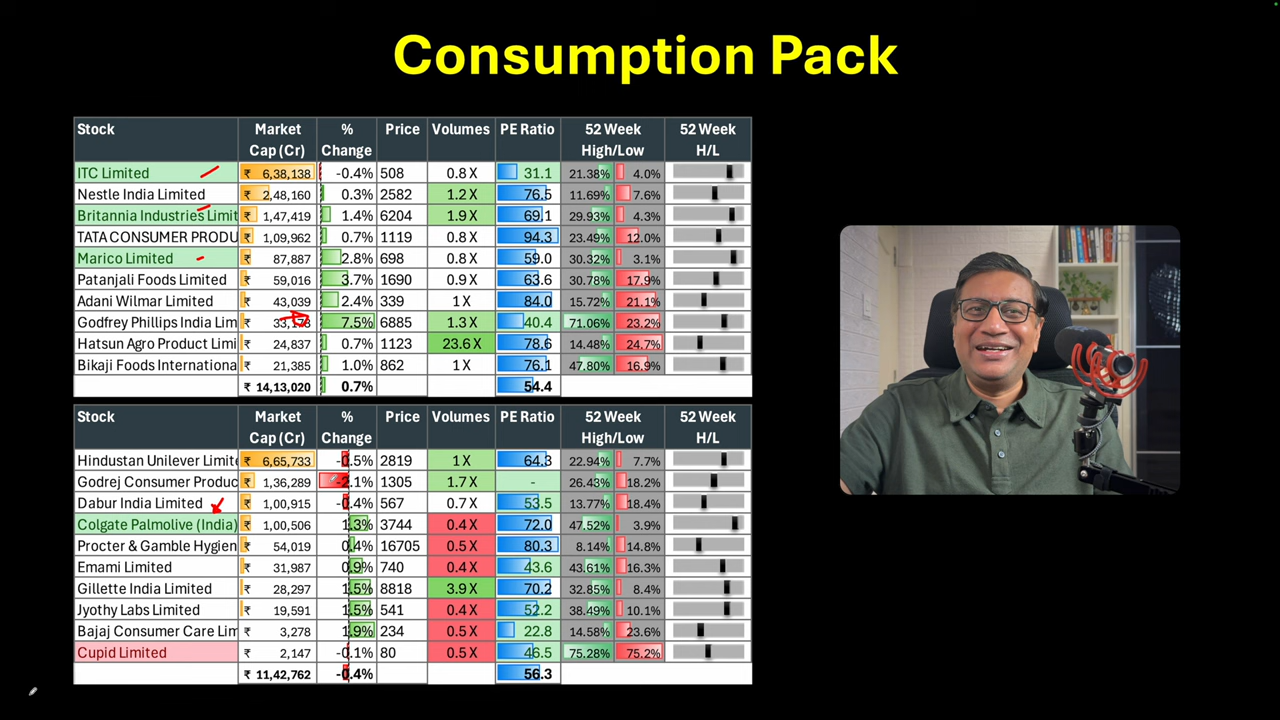 Consumption Pack
Stock Market Cap (Cr) % Change Price Volumes PE Ratio 52 Week High/Low 52 Week H/L
ITC Limited ₹ 6,38,138 -0.4% 508 0.8 X 31.1 21.38% 4.0%
Nestle India Limited ₹ 2,48,160 0.3% 2582 1.2 X 76.5 11.69% 7.6%
Britannia Industries Limit ₹ 1,47,419 1.4% 6204 1.9 X 69.1 29.93% 4.3%
TATA CONSUMER PRODU ₹ 1,09,962 0.7% 1119 0.8 X 94.3 23.49% 12.0%
Marico Limited ₹ 87,887 2.8% 698 0.8 X 59.0 30.32% 3.1%
Patanjali Foods Limited ₹ 59,016 3.7% 1690 0.9 X 63.6 30.78% 17.9%
Adani Wilmar Limited ₹ 43,039 2.4% 339 1 X 84.0 15.72% 21.1%
Godfrey Phillips India Lim ₹ 7.5% 6885 1.3 X 40.4 71.06% 23.2%
Hatsun Agro Product Limi ₹ 24,837 0.7% 1123 23.6 X 78.6 14.48% 24.7%
Bikaji Foods Internationa ₹ 21,385 1.0% 862 1 X 76.1 47.80% 16.9%
₹ 14,13,020 0.7% 54.4
Stock Market Cap (Cr) % Change Price Volumes PE Ratio 52 Week High/Low 52 Week H/L
Hindustan Unilever Limite ₹ 6,65,733 -0.5% 2819 1 X 64.3 22.94% 7.7%
Godrej Consumer Produc ₹ 1,36,289 -2.1% 1305 1.7 X - 26.43% 18.2%
Dabur India Limited ₹ 1,00,915 -0.4% 567 0.7 X 53.5 13.77% 18.4%
Colgate Palmolive (India) ₹ 1,00,506 1.3% 3744 0.4 X 72.0 47.52% 3.9%
Procter & Gamble Hygien ₹ 54,019 0.4% 16705 0.5 X 80.3 8.14% 14.8%
Emami Limited ₹ 31,987 0.9% 740 0.4 X 43.6 43.61% 16.3%
Gillette India Limited ₹ 28,297 1.5% 8818 3.9 X 70.2 32.85% 8.4%
Jyothy Labs Limited ₹ 19,591 1.5% 541 0.4 X 52.2 38.49% 10.1%
Bajaj Consumer Care Lim ₹ 3,278 1.9% 234 0.5 X 22.8 14.58% 23.6%
Cupid Limited ₹ 2,147 -0.1% 80 0.5 X 46.5 75.28% 75.2%
₹ 11,42,762 -0.4% 56.3